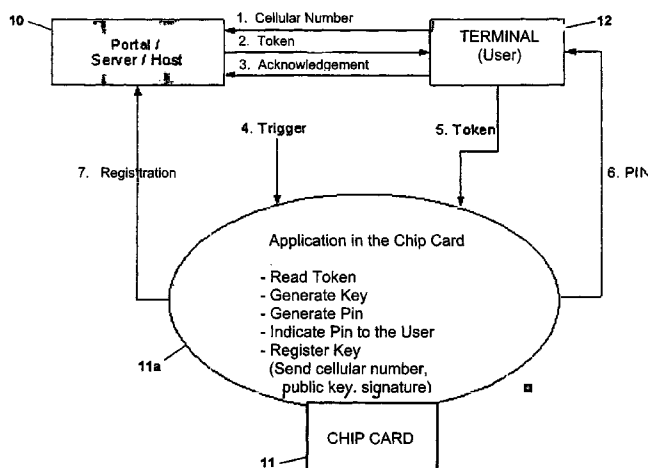 10
1. Cellular Number
12
Portal /
Server / Host
2. Token
TERMINAL
(User)
3. Acknowledgement
4. Trigger
5. Token
7. Registration
6. PIN
Application in the Chip Card
- Read Token
- Generate Key
- Generate Pin
- Indicate Pin to the User
- Register Key
(Send cellular number,
public key, signature)
11a
CHIP CARD
11